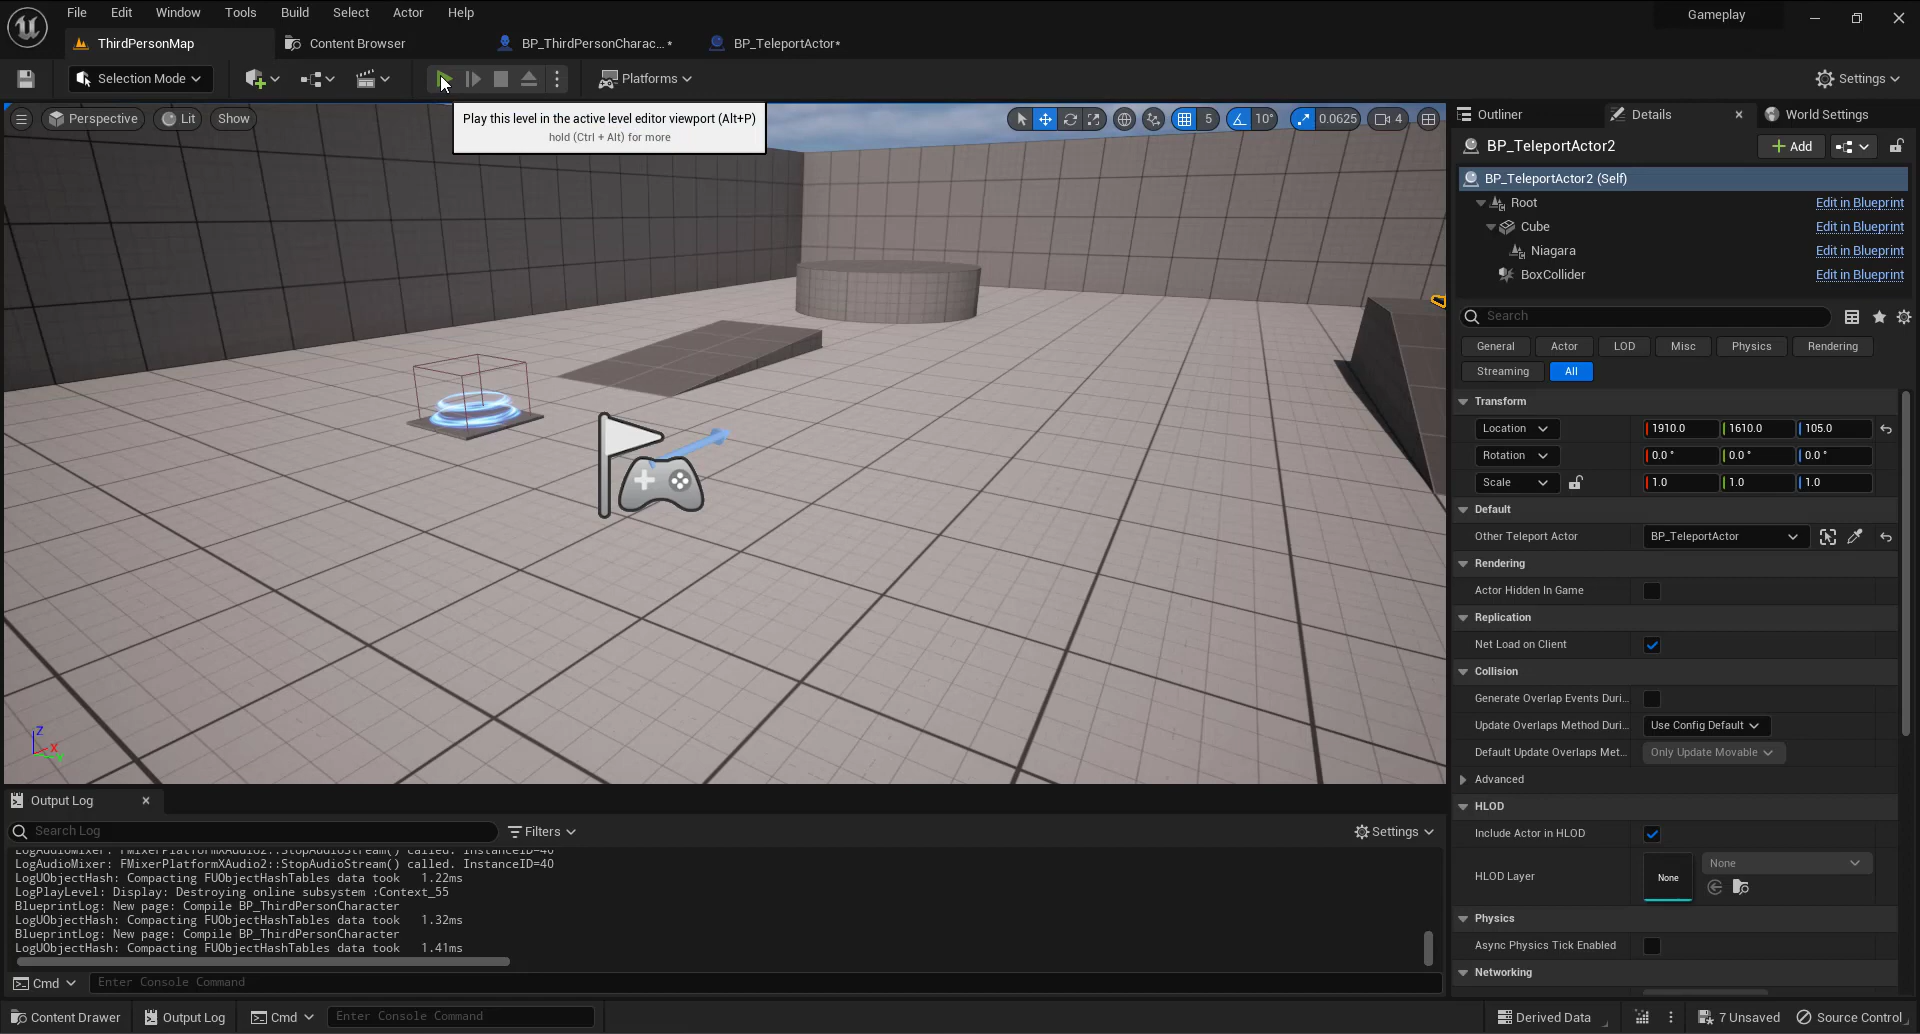 File Edit Window Tools Build Select Actor Help
Gameplay
ThirdPersonMap
Content Browser
BP_ThirdPersonCharac... *
BP_TeleportActor*
Selection Mode
Platforms
Settings
Perspective
Lit
Show
Play this level in the active level editor viewport (Alt+P)
hold (Ctrl + Alt) for more
5
10°
0.0625
4
Outliner
Details
World Settings
BP_TeleportActor2
Add
BP_TeleportActor2 (Self)
Root Edit in Blueprint
Cube Edit in Blueprint
Niagara Edit in Blueprint
BoxCollider Edit in Blueprint
Search
General Actor LOD Misc Physics Rendering
Streaming All
Transform
Location 1910.0 1610.0 105.0
Rotation 0.0 ° 0.0 ° 0.0 °
Scale 1.0 1.0 1.0
Default
Other Teleport Actor BP_TeleportActor
Rendering
Actor Hidden In Game
Replication
Net Load on Client
Collision
Generate Overlap Events Duri...
Update Overlaps Method Duri... Use Config Default
Default Update Overlaps Met... Only Update Movable
Advanced
HLOD
Include Actor in HLOD
HLOD Layer None None
Physics
Async Physics Tick Enabled
Networking
Z
X
Y
Output Log
Search Log
Filters
Settings
LogAudioMixer: FMixerPlatformXAudio2::StopAudioStream() called. InstanceID=40
LogAudioMixer: FMixerPlatformXAudio2::StopAudioStream() called. InstanceID=40
LogUObjectHash: Compacting FUObjectHashTables data took 1.22ms
LogPlayLevel: Display: Destroying online subsystem :Context_55
BlueprintLog: New page: Compile BP_ThirdPersonCharacter
LogUObjectHash: Compacting FUObjectHashTables data took 1.32ms
BlueprintLog: New page: Compile BP_ThirdPersonCharacter
LogUObjectHash: Compacting FUObjectHashTables data took 1.41ms
Cmd Enter Console Command
Content Drawer Output Log Cmd Enter Console Command Derived Data 7 Unsaved Source Control